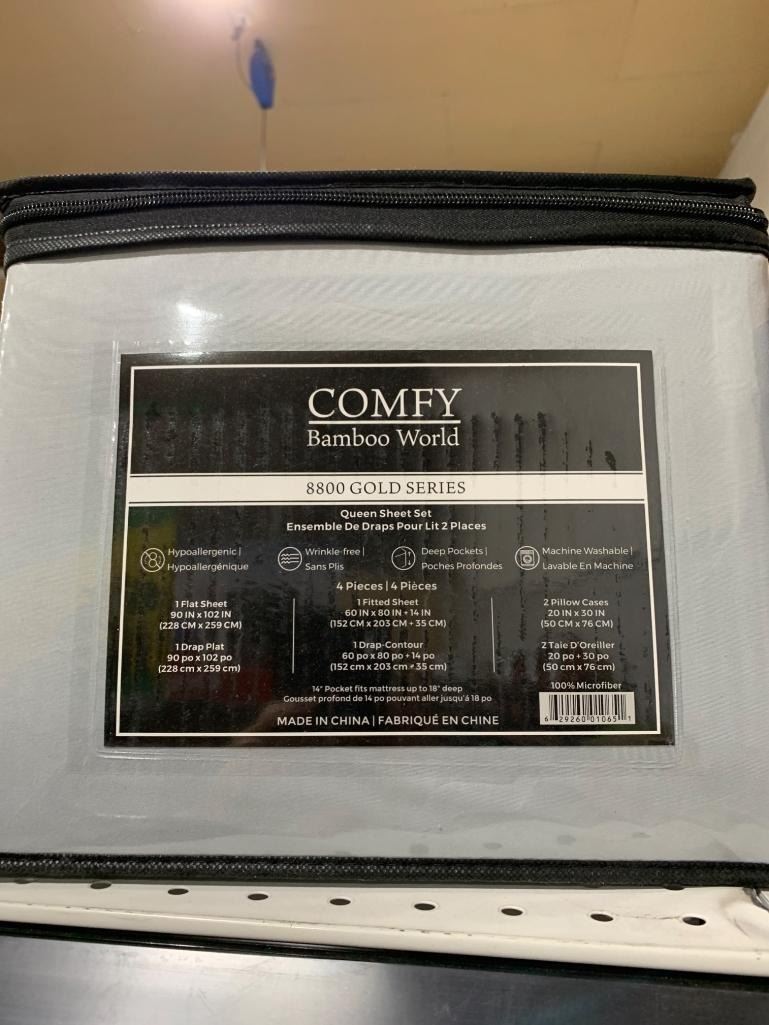 COMFY
Bamboo World
8800 GOLD SERIES
Queen Sheet Set
Ensemble De Draps Pour Lit 2 Places
Hypoallergenic |
Hypoallergénique
Wrinkle-free |
Sans Plis
Deep Pockets |
Poches Profondes
Machine Washable |
Lavable En Machine
4 Pieces | 4 Pièces
1 Flat Sheet
90 IN x 102 IN
(228 CM x 259 CM)
1 Drap Plat
90 po x 102 po
(228 cm x 259 cm)
1 Fitted Sheet
60 IN x 80 IN + 14 IN
(152 CM x 203 CM + 35 CM)
1 Drap-Contour
60 po x 80 po + 14 po
(152 cm x 203 cm + 35 cm)
2 Pillow Cases
20 IN x 30 IN
(50 CM x 76 CM)
2 Taie D'Oreiller
20 po + 30 po
(50 cm x 76 cm)
14" Pocket fits mattress up to 18" deep
Gousset profond de 14 po pouvant aller jusqu'á 18 po
100% Microfiber
6 29260 01065 1
MADE IN CHINA | FABRIQUÉ EN CHINE